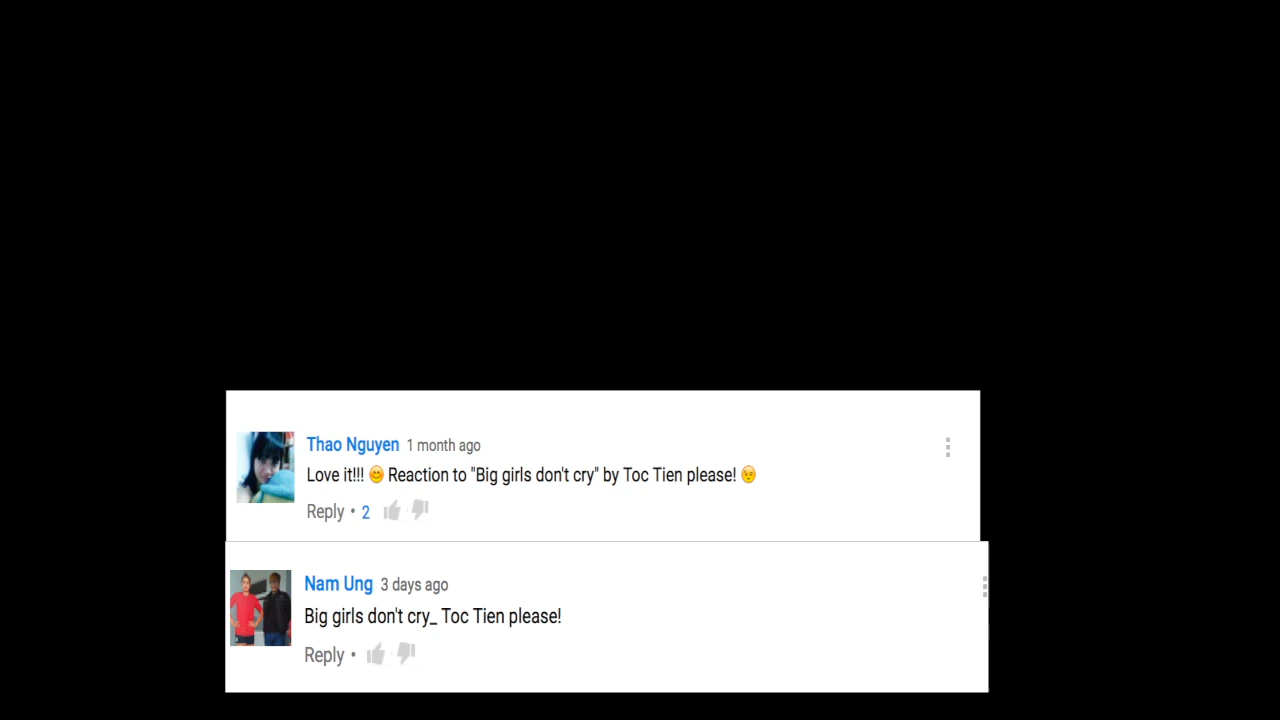 Thao Nguyen 1 month ago
Love it!!! 😊 Reaction to "Big girls don't cry" by Toc Tien please! 😉
Reply • 2
Nam Ung 3 days ago
Big girls don't cry_ Toc Tien please!
Reply •